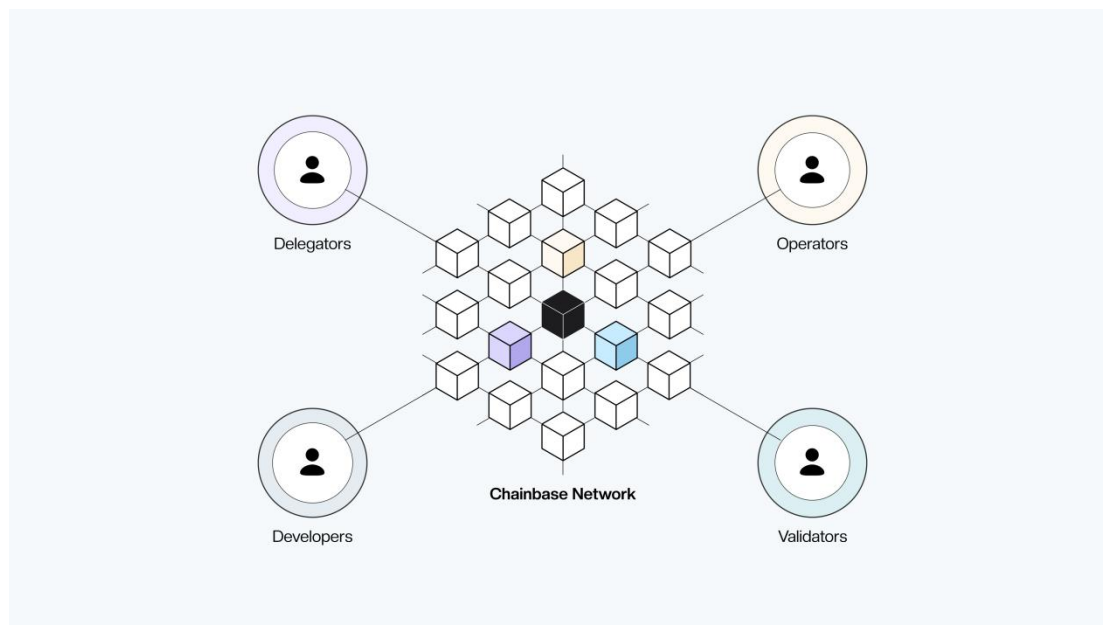 Delegators
Operators
Chainbase Network
Developers
Validators